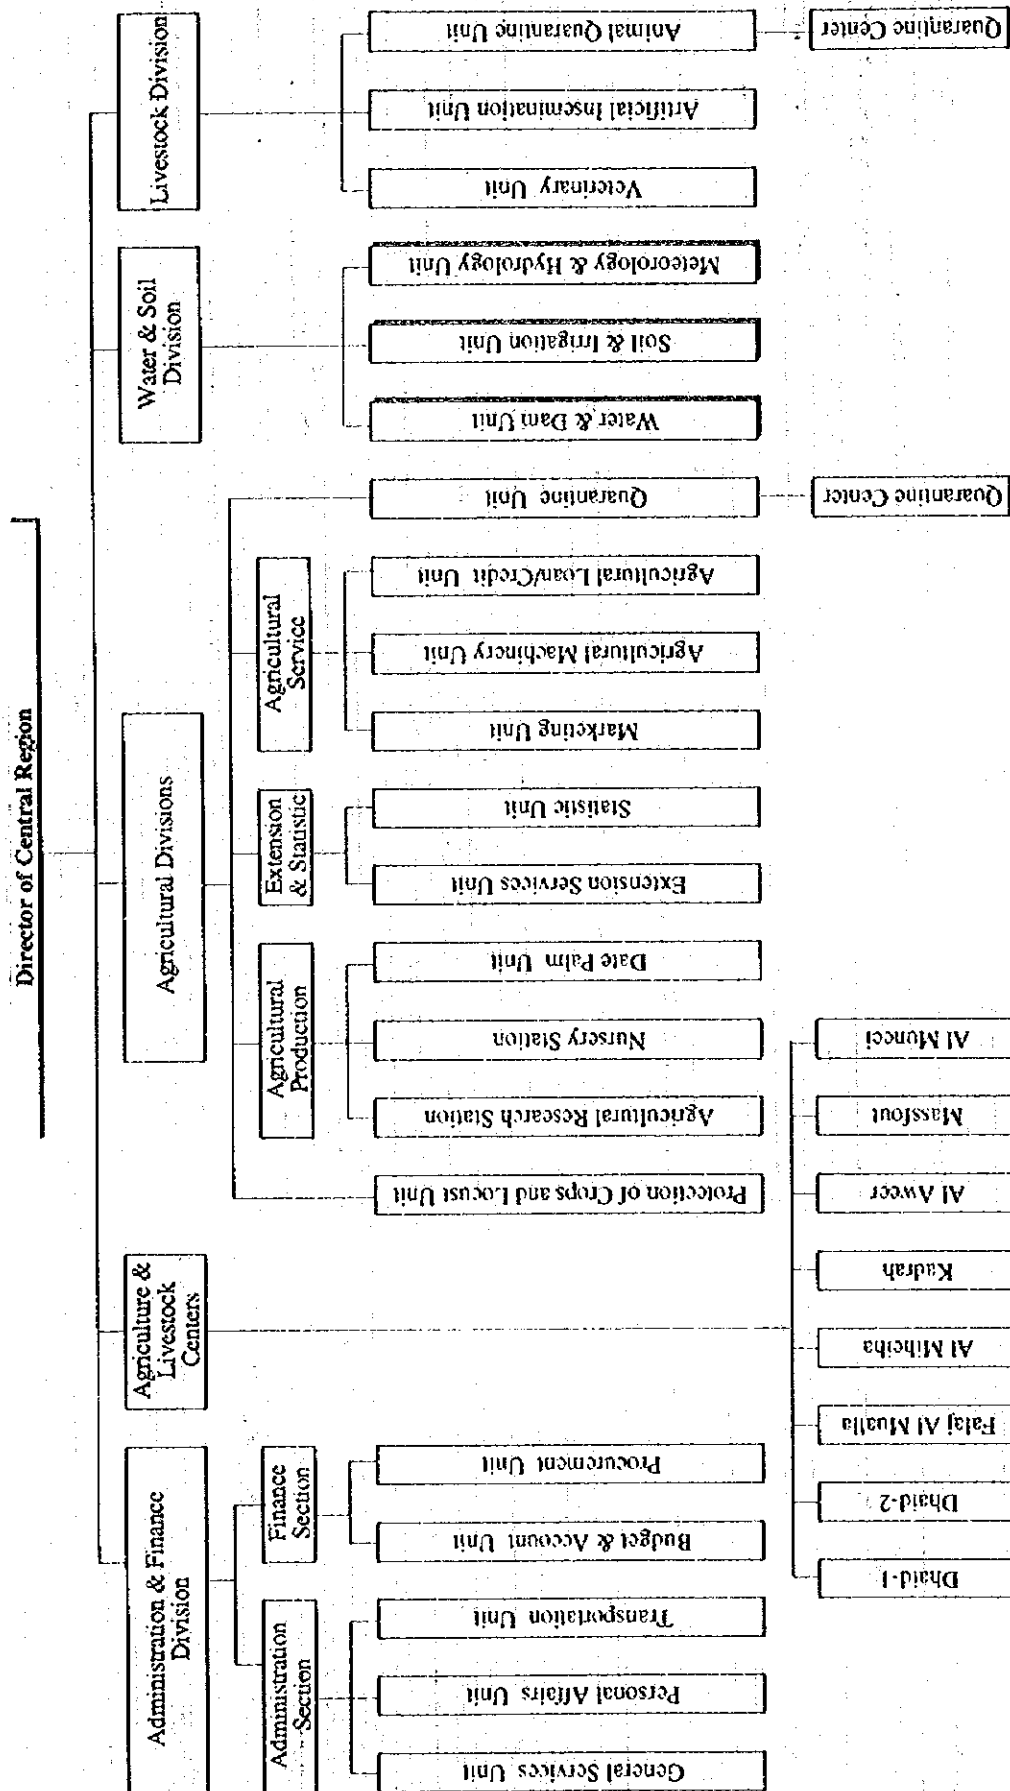 Director of Central Region
Administration & Finance
Division
Agriculture &
Livestock
Centers
Agricultural Divisions
Water & Soil
Division
Livestock Division
Administration
Section
Finance
Section
Agricultural
Production
Extension
& Statistic
Agricultural
Service
General Services Unit
Personal Affairs Unit
Transportation Unit
Budget & Account Unit
Procurement Unit
Protection of Crops and Locust Unit
Agricultural Research Station
Nursery Station
Date Palm Unit
Extension Services Unit
Statistic Unit
Marketing Unit
Agricultural Machinery Unit
Agricultural Loan/Credit Unit
Quarantine Unit
Water & Dam Unit
Soil & Irrigation Unit
Meteorology & Hydrology Unit
Veterinary Unit
Artificial Insemination Unit
Animal Quarantine Unit
Dhaid-1
Dhaid-2
Falaj Al Mualla
Al Miheiha
Kadrah
Al Aweer
Massfout
Al Muneei
Quarantine Center
Quarantine Center